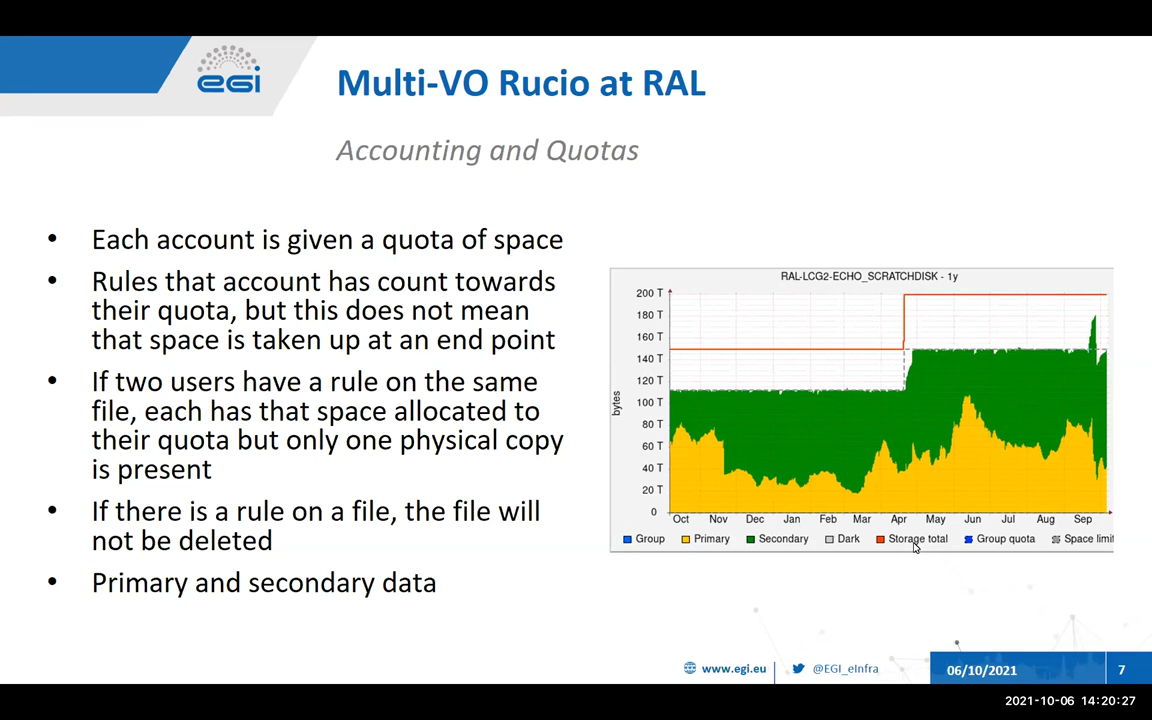 egi
Multi-VO Rucio at RAL
Accounting and Quotas
• Each account is given a quota of space
• Rules that account has count towards
their quota, but this does not mean
that space is taken up at an end point
• If two users have a rule on the same
file, each has that space allocated to
their quota but only one physical copy
is present
• If there is a rule on a file, the file will
not be deleted
• Primary and secondary data
RAL-LCG2-ECHO_SCRATCHDISK - 1y
200 T
180 T
160 T
140 T
120 T
100 T
80 T
60 T
40 T
20 T
0
bytes
Oct Nov Dec Jan Feb Mar Apr May Jun Jul Aug Sep
Group Primary Secondary Dark Storage total Group quota Space limit
www.egi.eu @EGI_eInfra 06/10/2021 7
2021-10-06 14:20:27